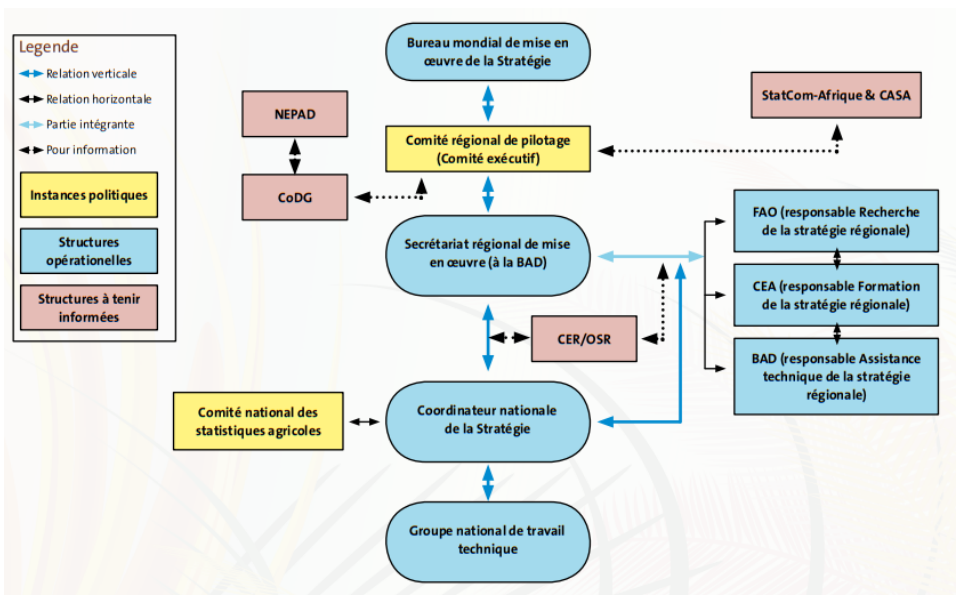 Legende
Relation verticale
Relation horizontale
Partie intégrante
Pour information
Instances politiques
Structures
opérationelles
Structures à tenir
informées
Bureau mondial de mise en
œuvre de la Stratégie
NEPAD
CoDG
Comité régional de pilotage
(Comité exécutif)
StatCom-Afrique & CASA
Secrétariat régional de mise
en œuvre (à la BAD)
FAO (responsable Recherche
de la stratégie régionale)
CEA (responsable Formation
de la stratégie régionale)
BAD (responsable Assistance
technique de la stratégie
régionale)
CER/OSR
Comité national des
statistiques agricoles
Coordinateur nationale
de la Stratégie
Groupe national de travail
technique